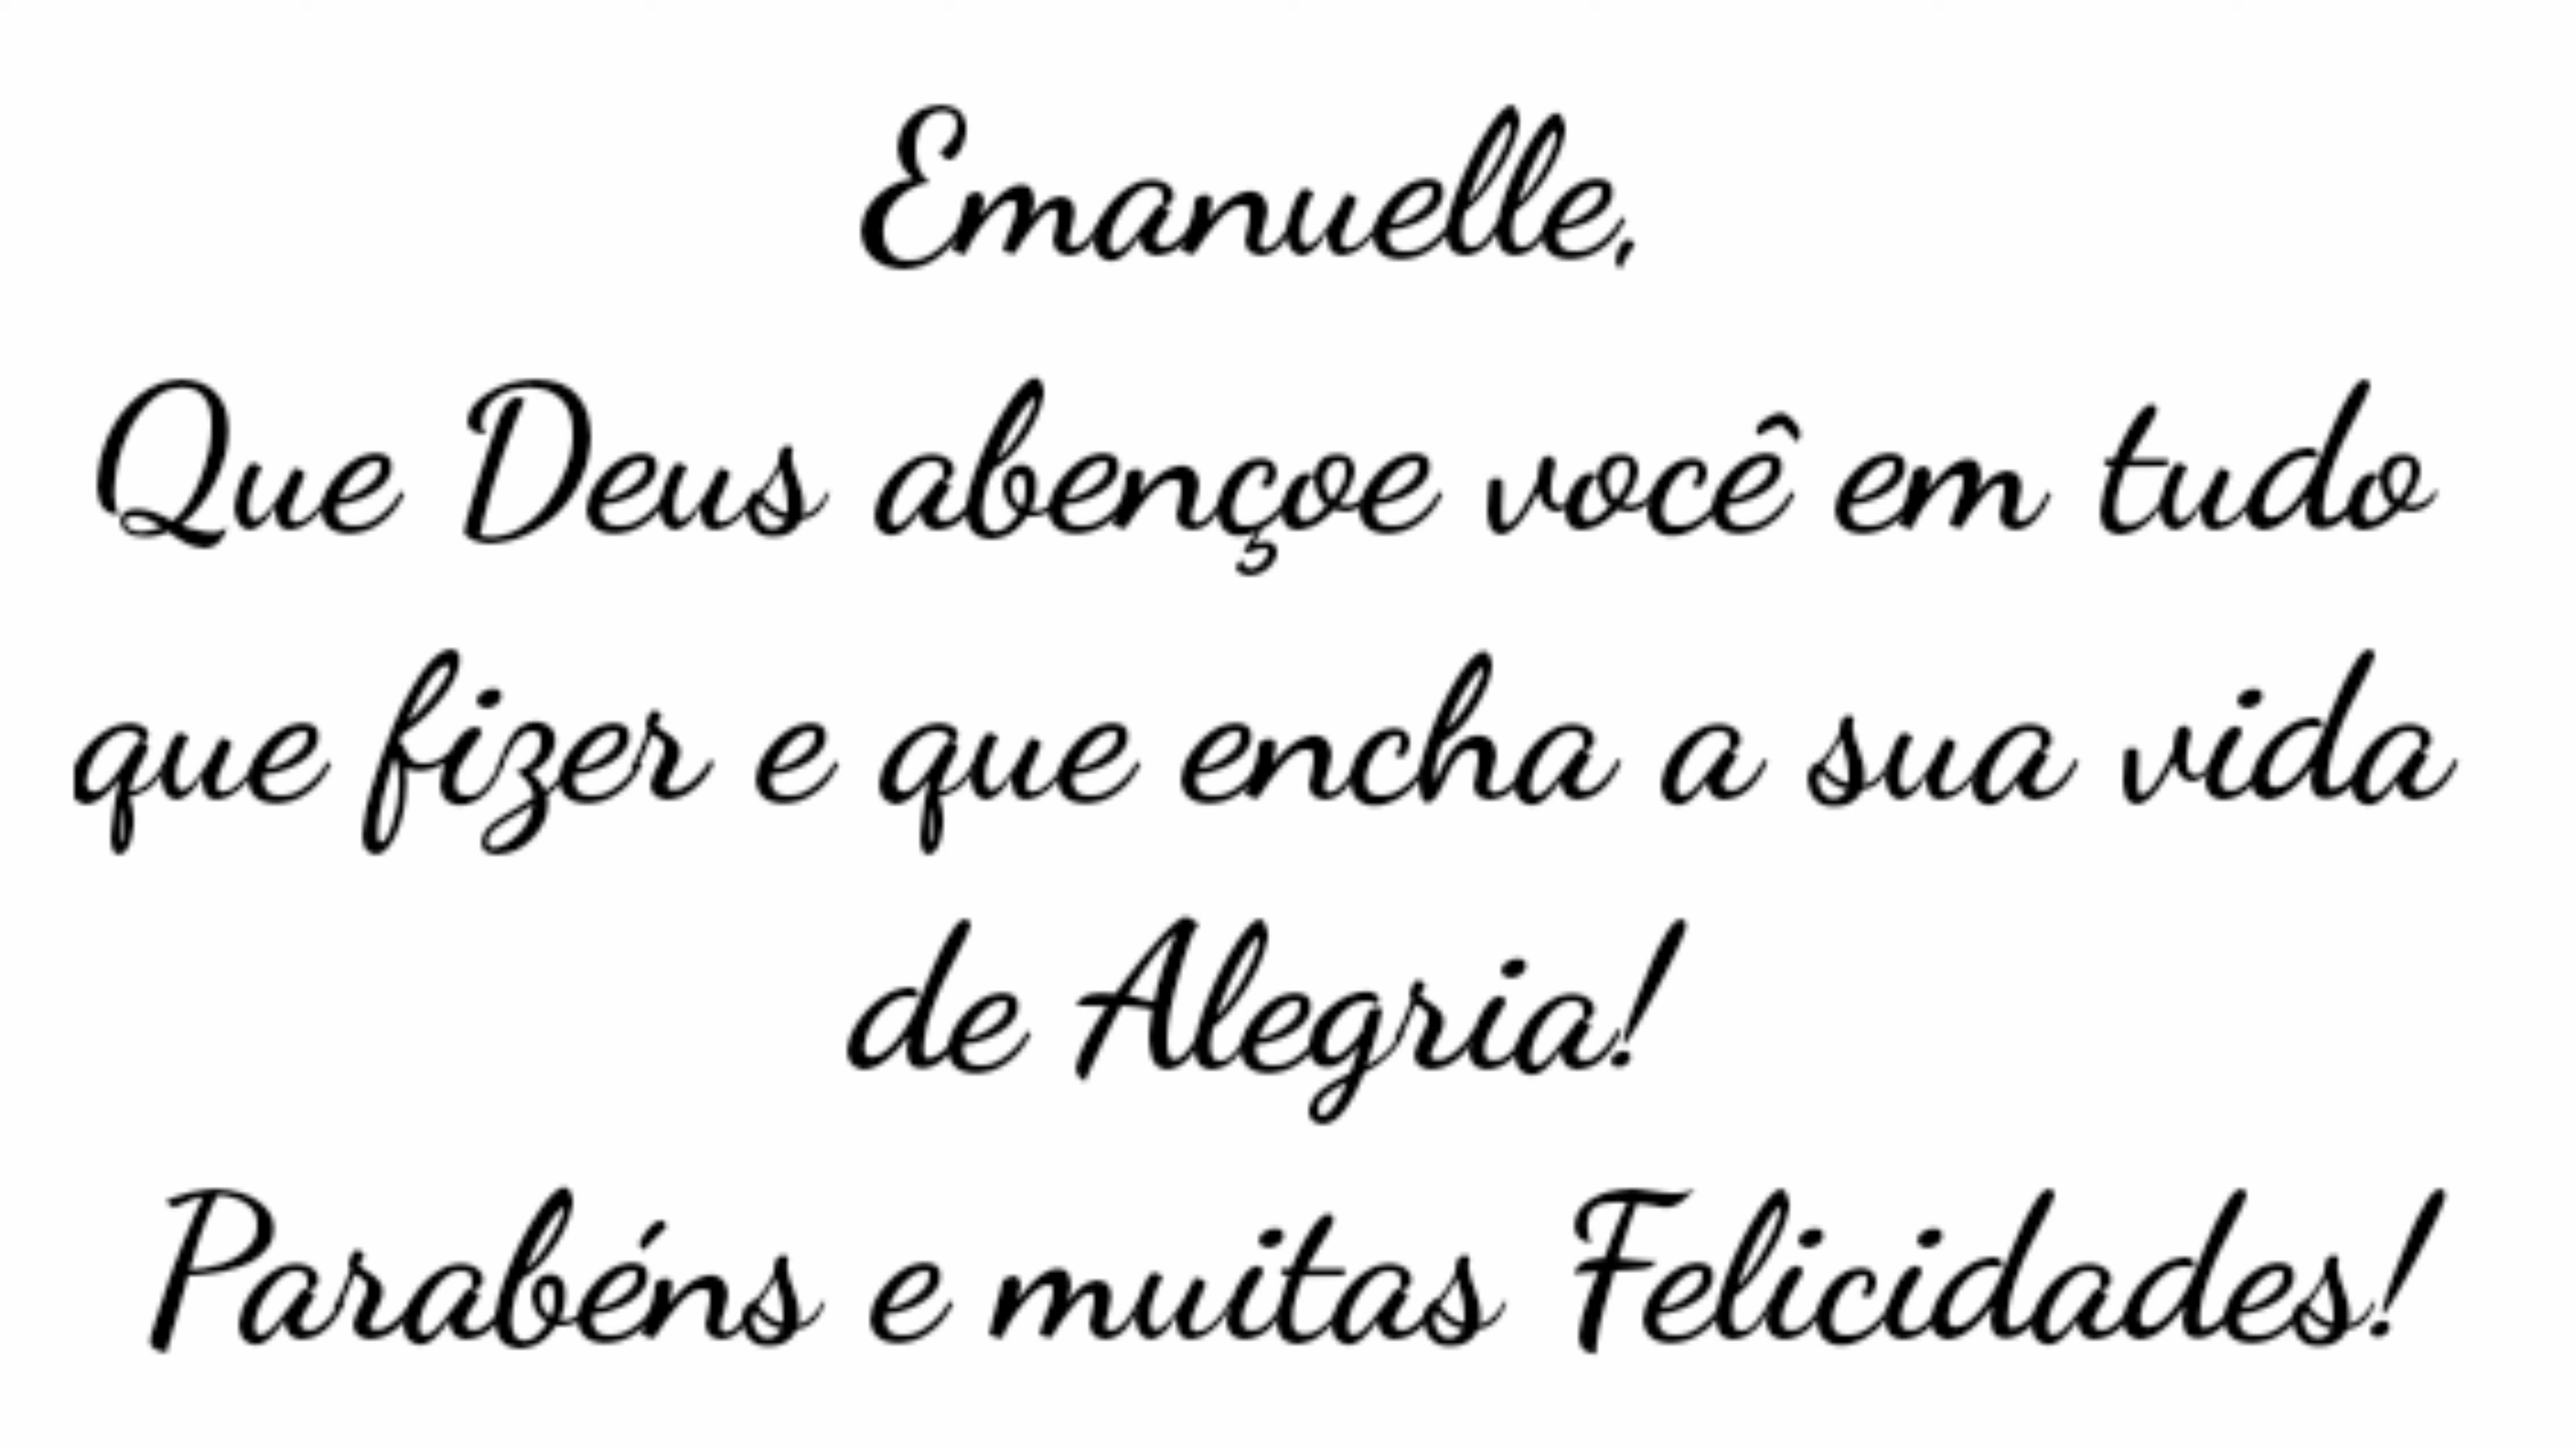 Emanuelle,
Que Deus abençoe você em tudo
que fizer e que encha a sua vida
de Alegria!
Parabéns e muitas Felicidades!